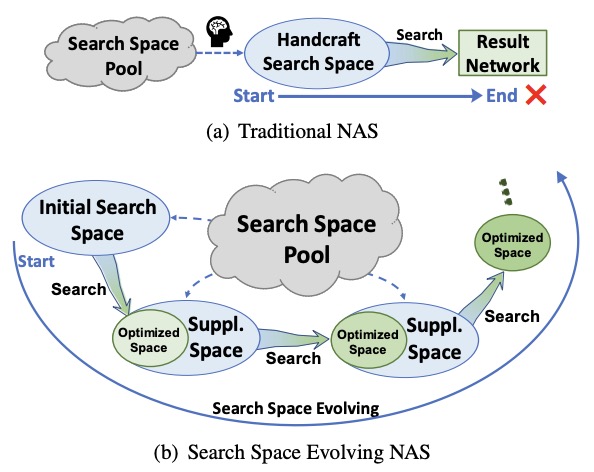 Search Space
Pool
Handcraft
Search Space
Search
Result
Network
Start
End
(a) Traditional NAS
Initial Search
Space
Search Space
Pool
Start
Search
Optimized
Space
Suppl.
Space
Search
Optimized
Space
Suppl.
Space
Search
Optimized
Space
Search Space Evolving
(b) Search Space Evolving NAS